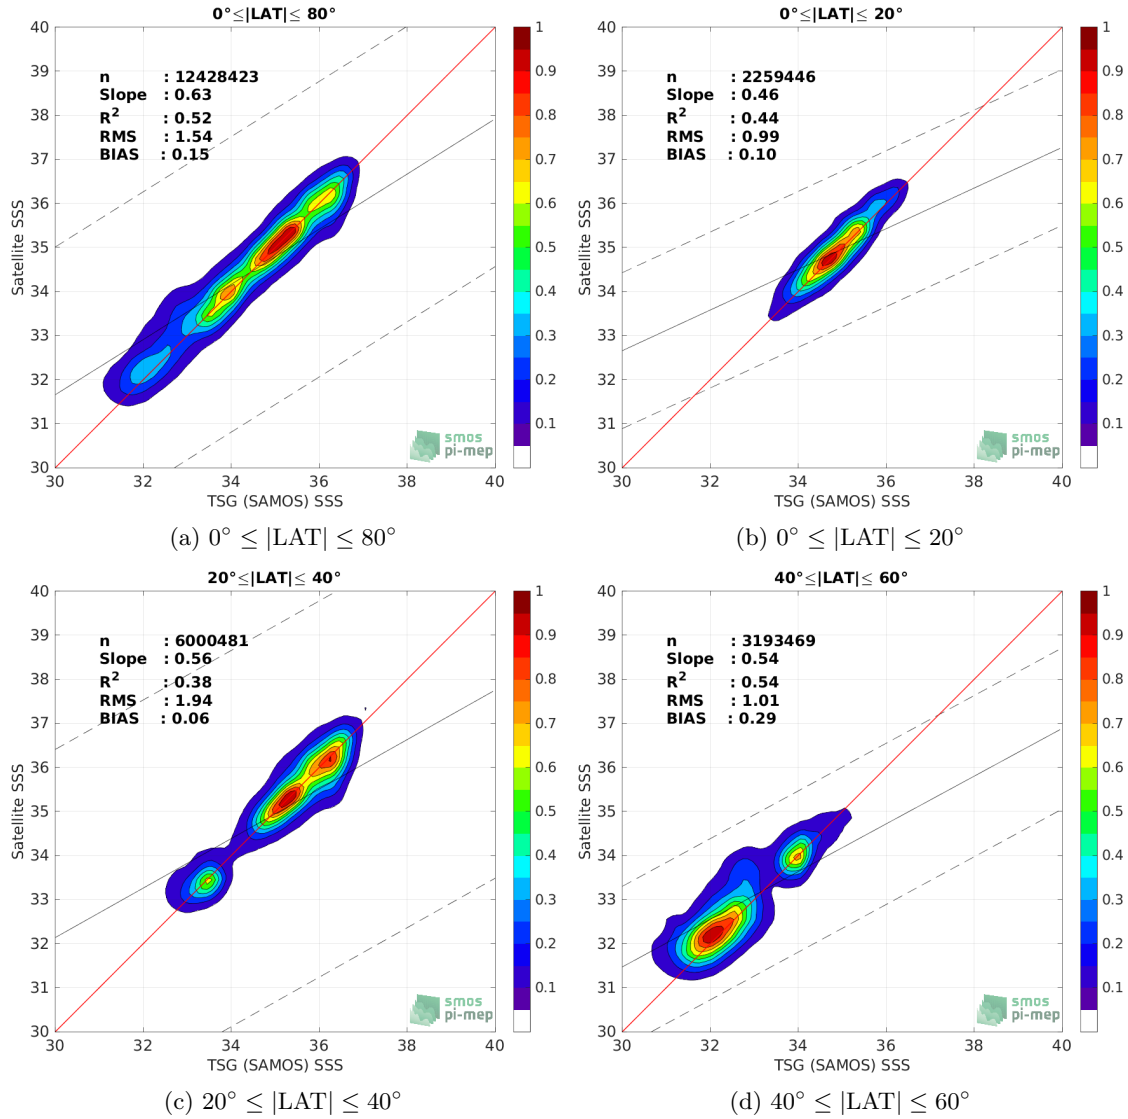 0°≤|LAT|≤ 80°
n : 12428423
Slope : 0.63
R² : 0.52
RMS : 1.54
BIAS : 0.15
40
39
38
37
36
35
34
33
32
31
30
Satellite SSS
30 32 34 36 38 40
TSG (SAMOS) SSS
1
0.9
0.8
0.7
0.6
0.5
0.4
0.3
0.2
0.1
smos
pi-mep
(a) 0° ≤ |LAT| ≤ 80°
0°≤|LAT|≤ 20°
n : 2259446
Slope : 0.46
R² : 0.44
RMS : 0.99
BIAS : 0.10
40
39
38
37
36
35
34
33
32
31
30
Satellite SSS
30 32 34 36 38 40
TSG (SAMOS) SSS
1
0.9
0.8
0.7
0.6
0.5
0.4
0.3
0.2
0.1
smos
pi-mep
(b) 0° ≤ |LAT| ≤ 20°
20°≤|LAT|≤ 40°
n : 6000481
Slope : 0.56
R² : 0.38
RMS : 1.94
BIAS : 0.06
40
39
38
37
36
35
34
33
32
31
30
Satellite SSS
30 32 34 36 38 40
TSG (SAMOS) SSS
1
0.9
0.8
0.7
0.6
0.5
0.4
0.3
0.2
0.1
smos
pi-mep
(c) 20° ≤ |LAT| ≤ 40°
40°≤|LAT|≤ 60°
n : 3193469
Slope : 0.54
R² : 0.54
RMS : 1.01
BIAS : 0.29
40
39
38
37
36
35
34
33
32
31
30
Satellite SSS
30 32 34 36 38 40
TSG (SAMOS) SSS
1
0.9
0.8
0.7
0.6
0.5
0.4
0.3
0.2
0.1
smos
pi-mep
(d) 40° ≤ |LAT| ≤ 60°